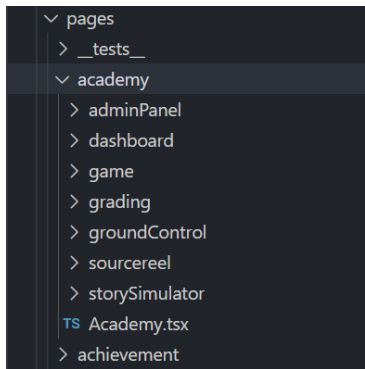 pages
__tests__
academy
adminPanel
dashboard
game
grading
groundControl
sourcereel
storySimulator
TS Academy.tsx
achievement